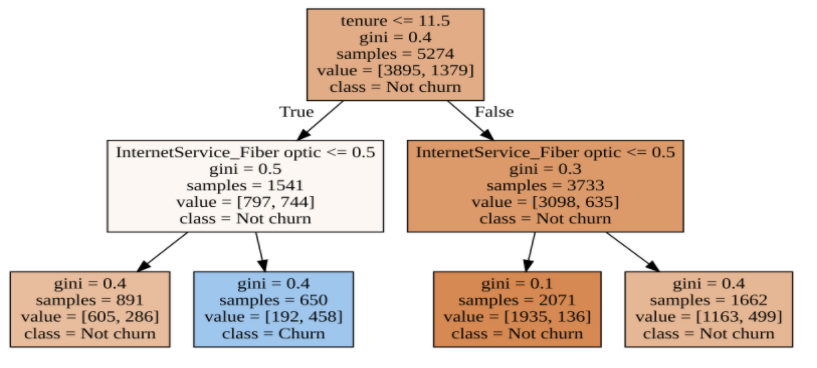 tenure <= 11.5
gini = 0.4
samples = 5274
value = [3895, 1379]
class = Not churn
True
False
InternetService_Fiber optic <= 0.5
gini = 0.5
samples = 1541
value = [797, 744]
class = Not churn
InternetService_Fiber optic <= 0.5
gini = 0.3
samples = 3733
value = [3098, 635]
class = Not churn
gini = 0.4
samples = 891
value = [605, 286]
class = Not churn
gini = 0.4
samples = 650
value = [192, 458]
class = Churn
gini = 0.1
samples = 2071
value = [1935, 136]
class = Not churn
gini = 0.4
samples = 1662
value = [1163, 499]
class = Not churn